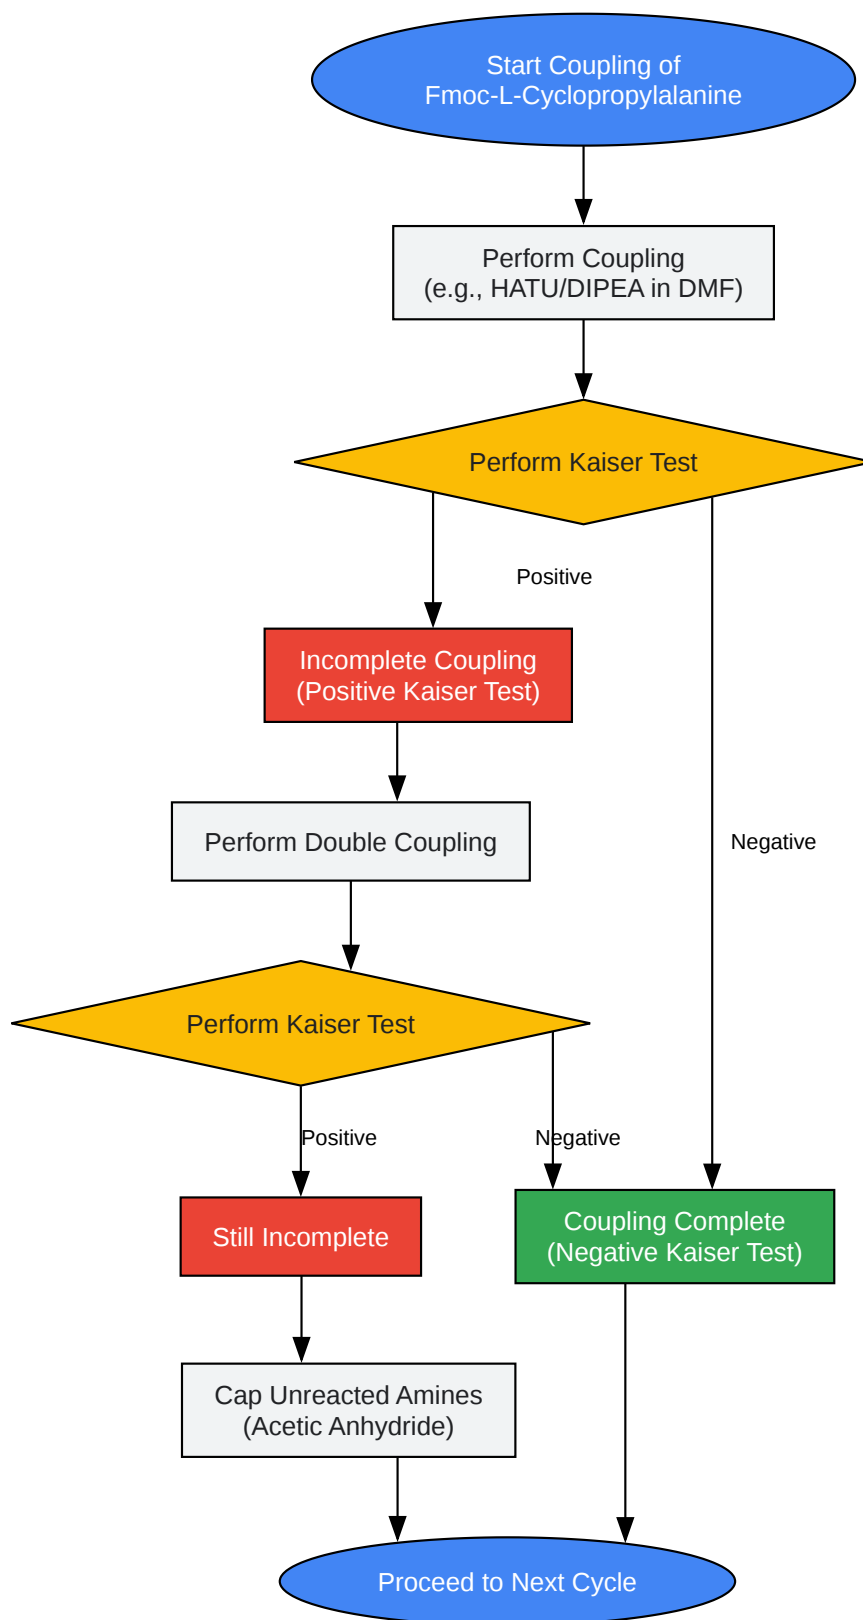 Start Coupling of
Fmoc-L-Cyclopropylalanine
Perform Coupling
(e.g., HATU/DIPEA in DMF)
Perform Kaiser Test
Positive
Incomplete Coupling
(Positive Kaiser Test)
Perform Double Coupling
Negative
Perform Kaiser Test
Positive
Negative
Still Incomplete
Coupling Complete
(Negative Kaiser Test)
Cap Unreacted Amines
(Acetic Anhydride)
Proceed to Next Cycle